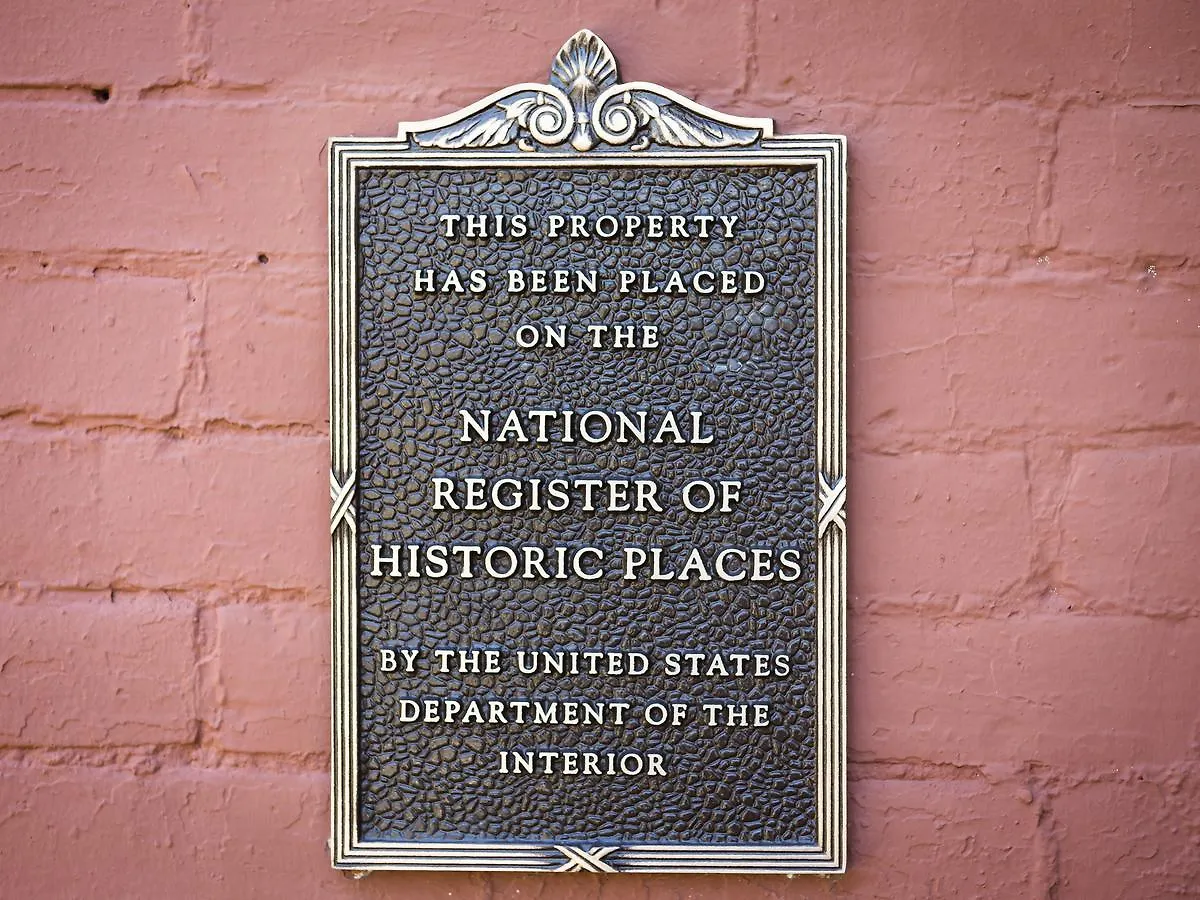 THIS PROPERTY
HAS BEEN PLACED
ON THE
NATIONAL
REGISTER OF
HISTORIC PLACES
BY THE UNITED STATES
DEPARTMENT OF THE
INTERIOR